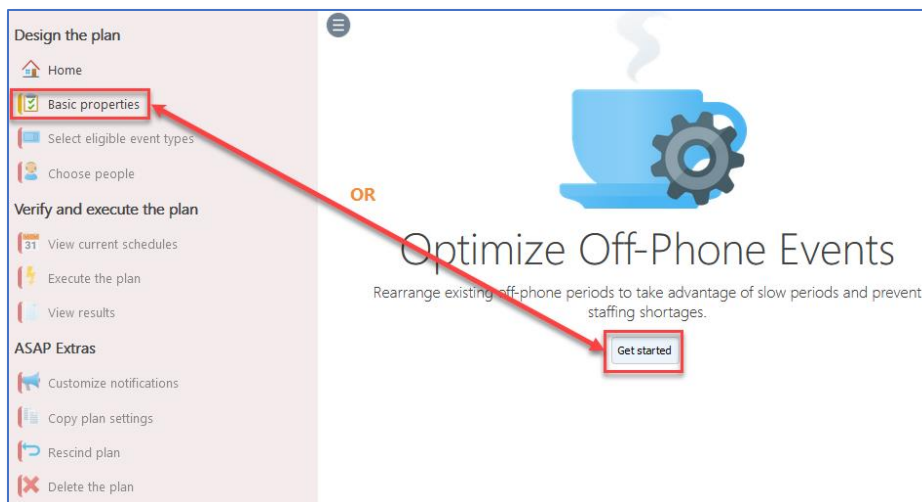 Design the plan
Home
Basic properties
Select eligible event types
Choose people
Verify and execute the plan
31
View current schedules
Execute the plan
View results
ASAP Extras
Customize notifications
Copy plan settings
Rescind plan
Delete the plan
OR
Optimize Off-Phone Events
Rearrange existing off-phone periods to take advantage of slow periods and prevent
staffing shortages.
Get started